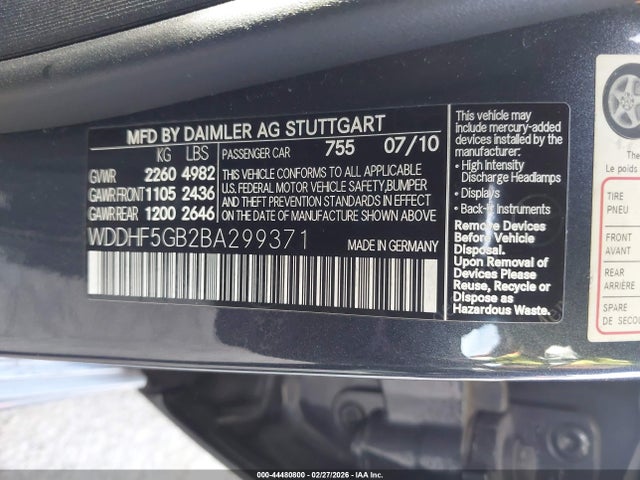 MFD BY DAIMLER AG STUTTGART
KG LBS
GVWR 2260 4982
GAWR FRONT 1105 2436
GAWR REAR 1200 2646
PASSENGER CAR 755 07/10
THIS VEHICLE CONFORMS TO ALL APPLICABLE
U.S. FEDERAL MOTOR VEHICLE SAFETY, BUMPER
AND THEFT PREVENTION STANDARDS IN EFFECT
ON THE DATE OF MANUFACTURE SHOWN ABOVE.
MADE IN GERMANY
WDDHF5GB2BA299371
This vehicle may
include mercury-added
devices installed by the
manufacturer:
• High Intensity
Discharge Headlamps
• Displays
Remove Devices
Before Vehicle
Disposal.
Upon Removal of
Devices Please
Reuse, Recycle or
Dispose as
Hazardous Waste.
Le poids
TIRE
PNEU
FRONT
AVANT
REAR
ARRIÈRE
SPARE
DE SECOU
000-44480800 - 02/27/2026 - IAAI, Inc.